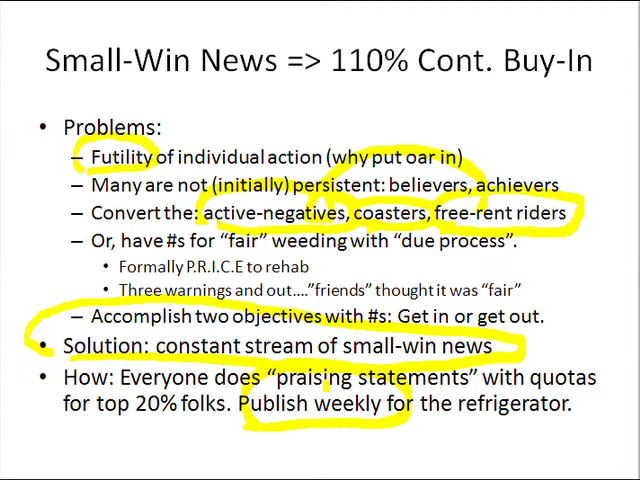 Small-Win News => 110% Cont. Buy-In
• Problems:
– Futility of individual action (why put oar in)
– Many are not (initially) persistent: believers, achievers
– Convert the: active-negatives, coasters, free-rent riders
– Or, have #s for “fair” weeding with “due process”.
• Formally P.R.I.C.E to rehab
• Three warnings and out....”friends” thought it was “fair”
– Accomplish two objectives with #s: Get in or get out.
• Solution: constant stream of small-win news
• How: Everyone does “praising statements” with quotas
for top 20% folks. Publish weekly for the refrigerator.